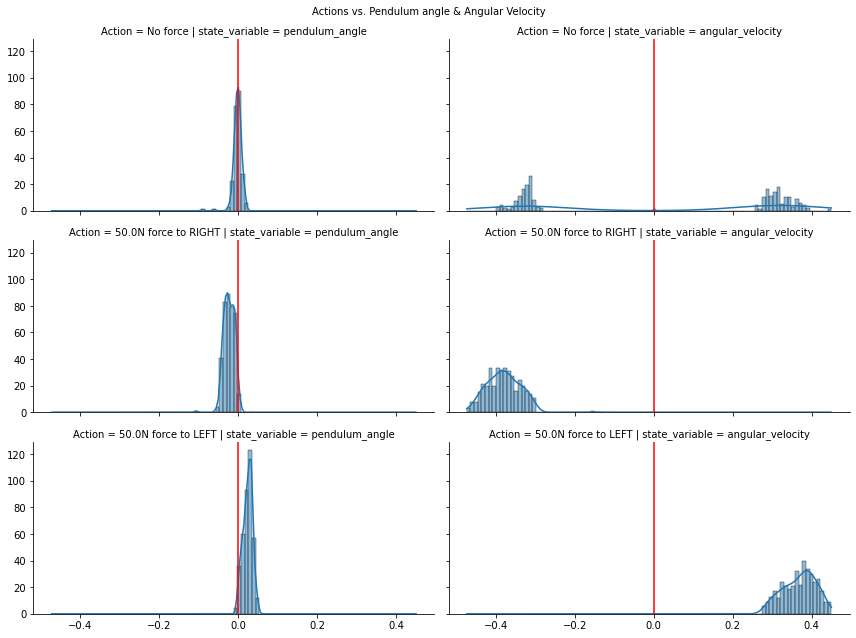 Actions vs. Pendulum angle & Angular Velocity
Action = No force | state_variable = pendulum_angle
Action = No force | state_variable = angular_velocity
120
100
80
60
40
20
0
Action = 50.0N force to RIGHT | state_variable = pendulum_angle
Action = 50.0N force to RIGHT | state_variable = angular_velocity
120
100
80
60
40
20
0
Action = 50.0N force to LEFT | state_variable = pendulum_angle
Action = 50.0N force to LEFT | state_variable = angular_velocity
120
100
80
60
40
20
0
−0.4 −0.2 0.0 0.2 0.4
−0.4 −0.2 0.0 0.2 0.4